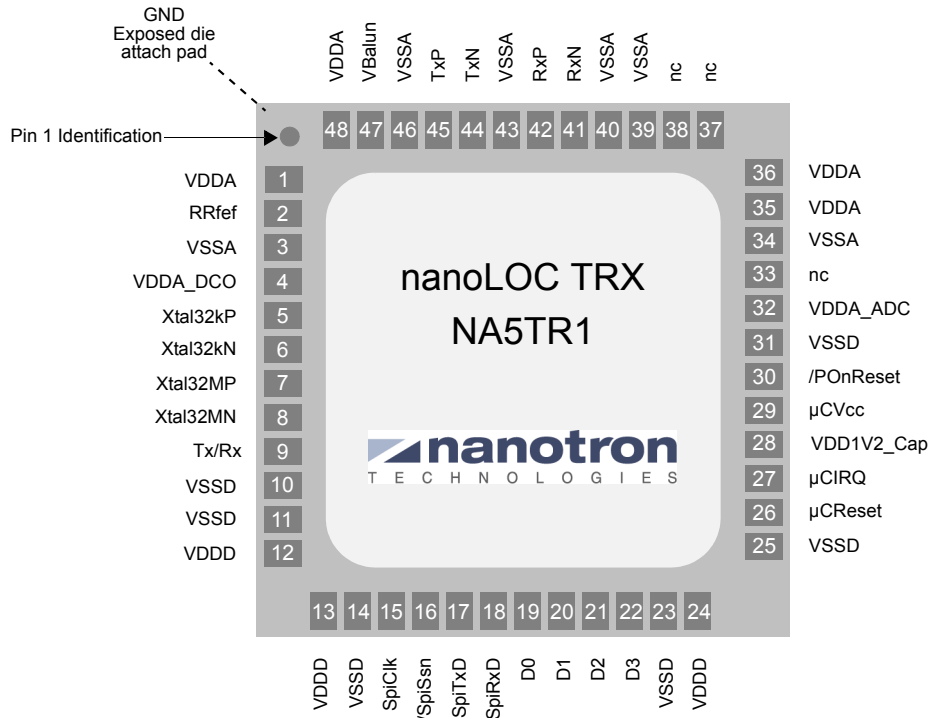 GND
Exposed die
attach pad
VDDA
VBalun
VSSA
TxP
TxN
VSSA
RxP
RxN
VSSA
VSSA
nc
nc
Pin 1 Identification
48 47 46 45 44 43 42 41 40 39 38 37
VDDA 1
RRfef 2
VSSA 3
VDDA_DCO 4
Xtal32kP 5
Xtal32kN 6
Xtal32MP 7
Xtal32MN 8
Tx/Rx 9
VSSD 10
VSSD 11
VDDD 12
nanoLOC TRX
NA5TR1
nanotron
TECHNOLOGIES
36 VDDA
35 VDDA
34 VSSA
33 nc
32 VDDA_ADC
31 VSSD
30 /POnReset
29 µCVcc
28 VDD1V2_Cap
27 µCIRQ
26 µCReset
25 VSSD
13 14 15 16 17 18 19 20 21 22 23 24
VDDD
VSSD
SpiClk
/SpiSsn
SpiTxD
SpiRxD
D0
D1
D2
D3
VSSD
VDDD